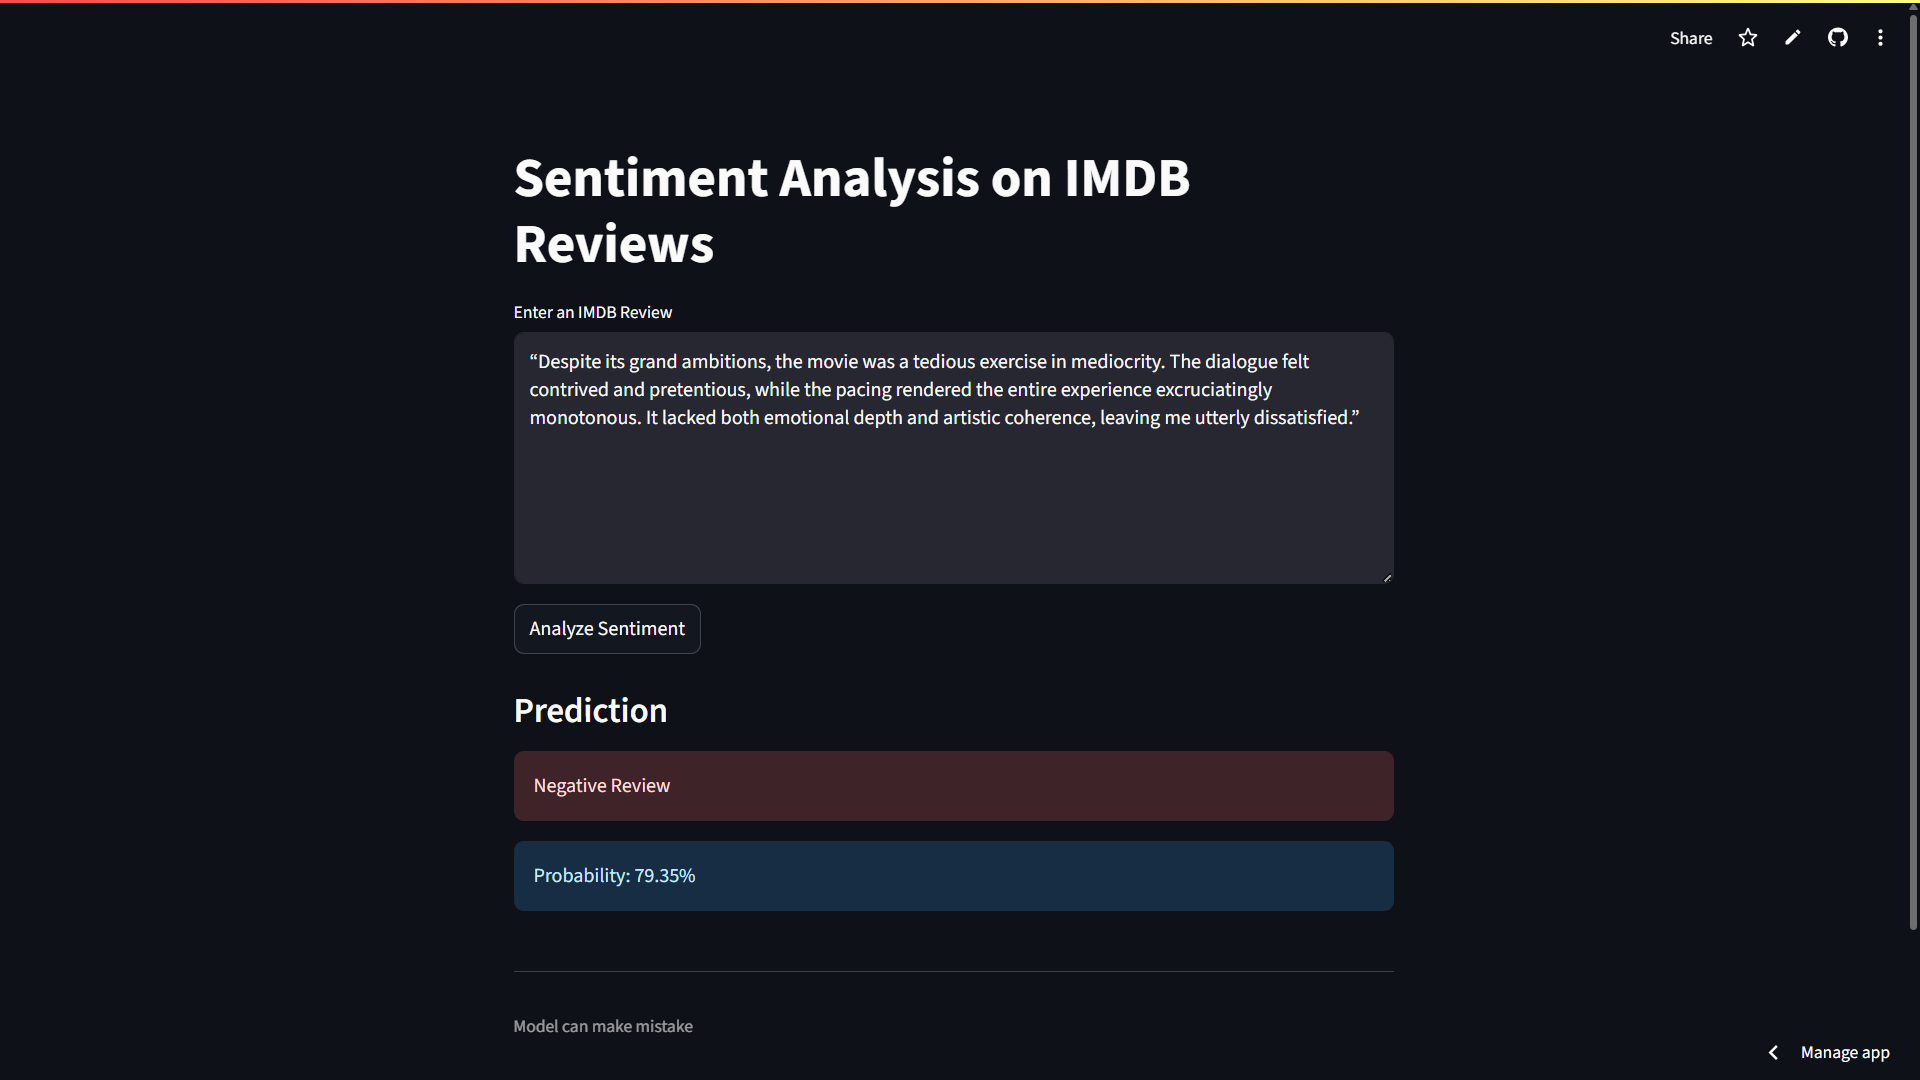 Share
Sentiment Analysis on IMDB
Reviews
Enter an IMDB Review
“Despite its grand ambitions, the movie was a tedious exercise in mediocrity. The dialogue felt
contrived and pretentious, while the pacing rendered the entire experience excruciatingly
monotonous. It lacked both emotional depth and artistic coherence, leaving me utterly dissatisfied.”
Analyze Sentiment
Prediction
Negative Review
Probability: 79.35%
Model can make mistake
Manage app